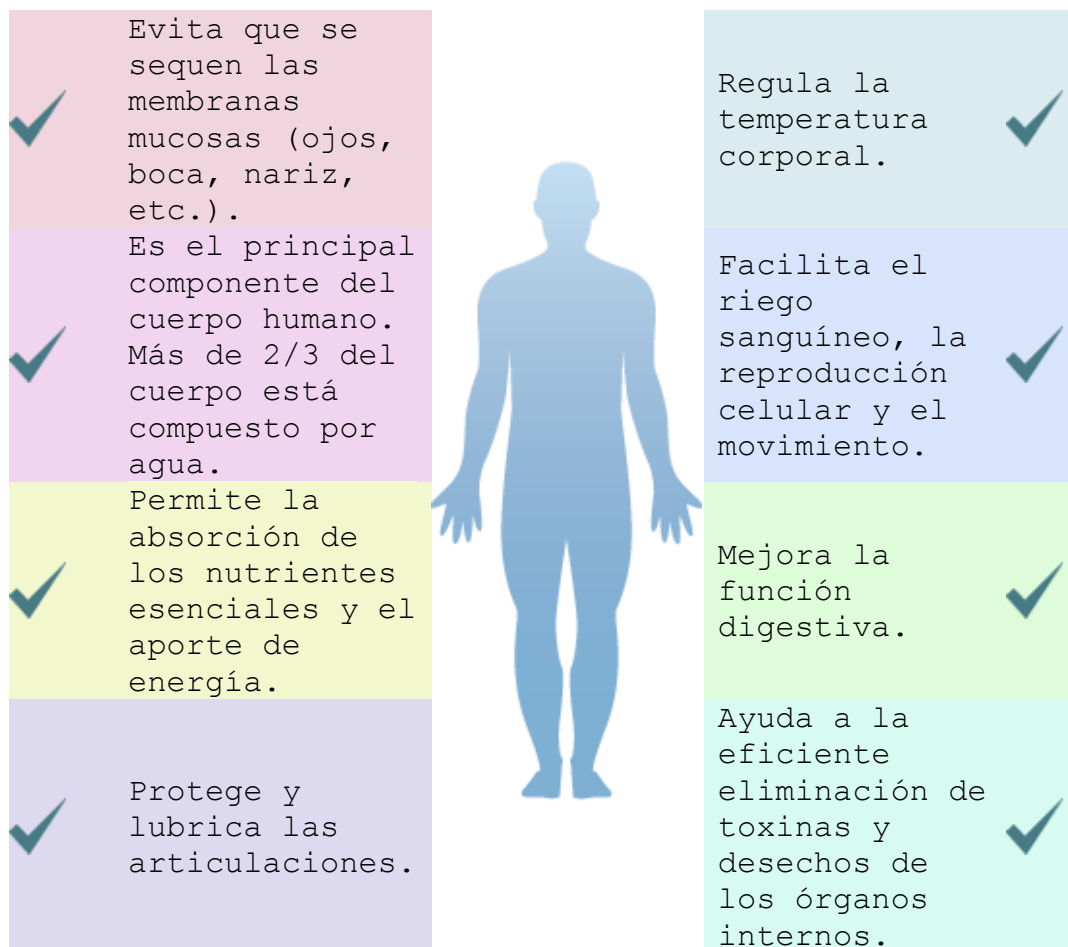 Evita que se
sequen las
membranas
mucosas (ojos,
boca, nariz,
etc.).
Regula la
temperatura
corporal.
Es el principal
componente del
cuerpo humano.
Más de 2/3 del
cuerpo está
compuesto por
agua.
Facilita el
riego
sanguíneo, la
reproducción
celular y el
movimiento.
Permite la
absorción de
los nutrientes
esenciales y el
aporte de
energía.
Mejora la
función
digestiva.
Protege y
lubrica las
articulaciones.
Ayuda a la
eficiente
eliminación de
toxinas y
desechos de
los órganos
internos.